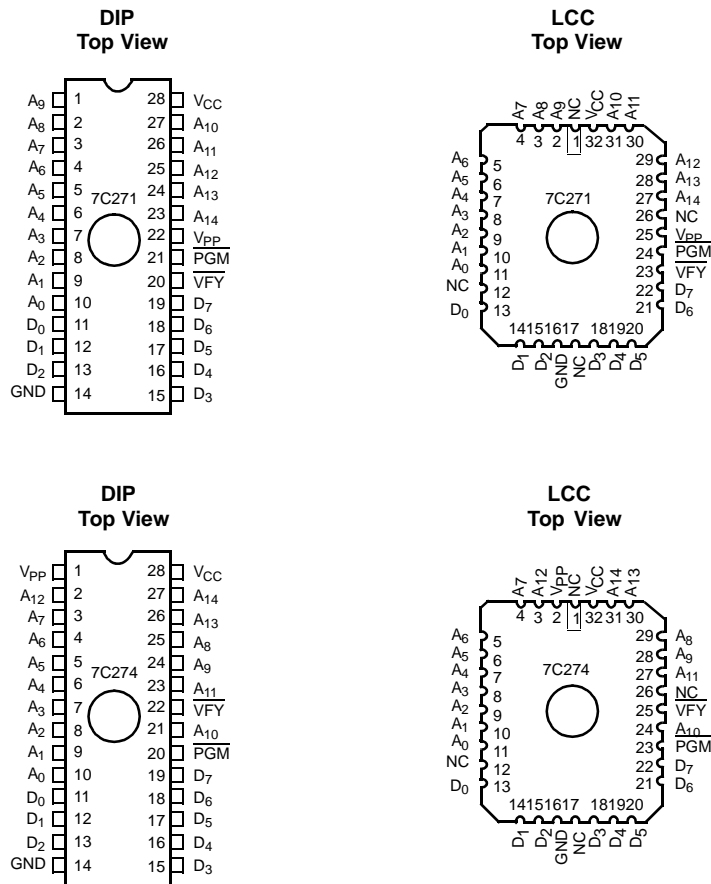 DIP
Top View
LCC
Top View
7C271
A9 1 28 VCC
A8 2 27 A10
A7 3 26 A11
A6 4 25 A12
A5 5 24 A13
A4 6 23 A14
A3 7 22 VPP
A2 8 21 PGM
A1 9 20 VFY
A0 10 19 D7
D0 11 18 D6
D1 12 17 D5
D2 13 16 D4
GND 14 15 D3
A7 A8 A9 NC VCC A10 A11
4 3 2 1 32 31 30
7C271
A6 5 29 A12
A5 6 28 A13
A4 7 27 A14
A3 8 26 NC
A2 9 25 VPP
A1 10 24 PGM
A0 11 23 VFY
NC 12 22 D7
D0 13 21 D6
14 15 16 17 18 19 20
D1 D2 GND NC D3 D4 D5
DIP
Top View
LCC
Top View
7C274
VPP 1 28 VCC
A12 2 27 A14
A7 3 26 A13
A6 4 25 A8
A5 5 24 A9
A4 6 23 A11
A3 7 22 VFY
A2 8 21 A10
A1 9 20 PGM
A0 10 19 D7
D0 11 18 D6
D1 12 17 D5
D2 13 16 D4
GND 14 15 D3
A7 A12 VPP NC VCC A14 A13
4 3 2 1 32 31 30
7C274
A6 5 29 A8
A5 6 28 A9
A4 7 27 A11
A3 8 26 NC
A2 9 25 VFY
A1 10 24 A10
A0 11 23 PGM
NC 12 22 D7
D0 13 21 D6
14 15 16 17 18 19 20
D1 D2 GND NC D3 D4 D5